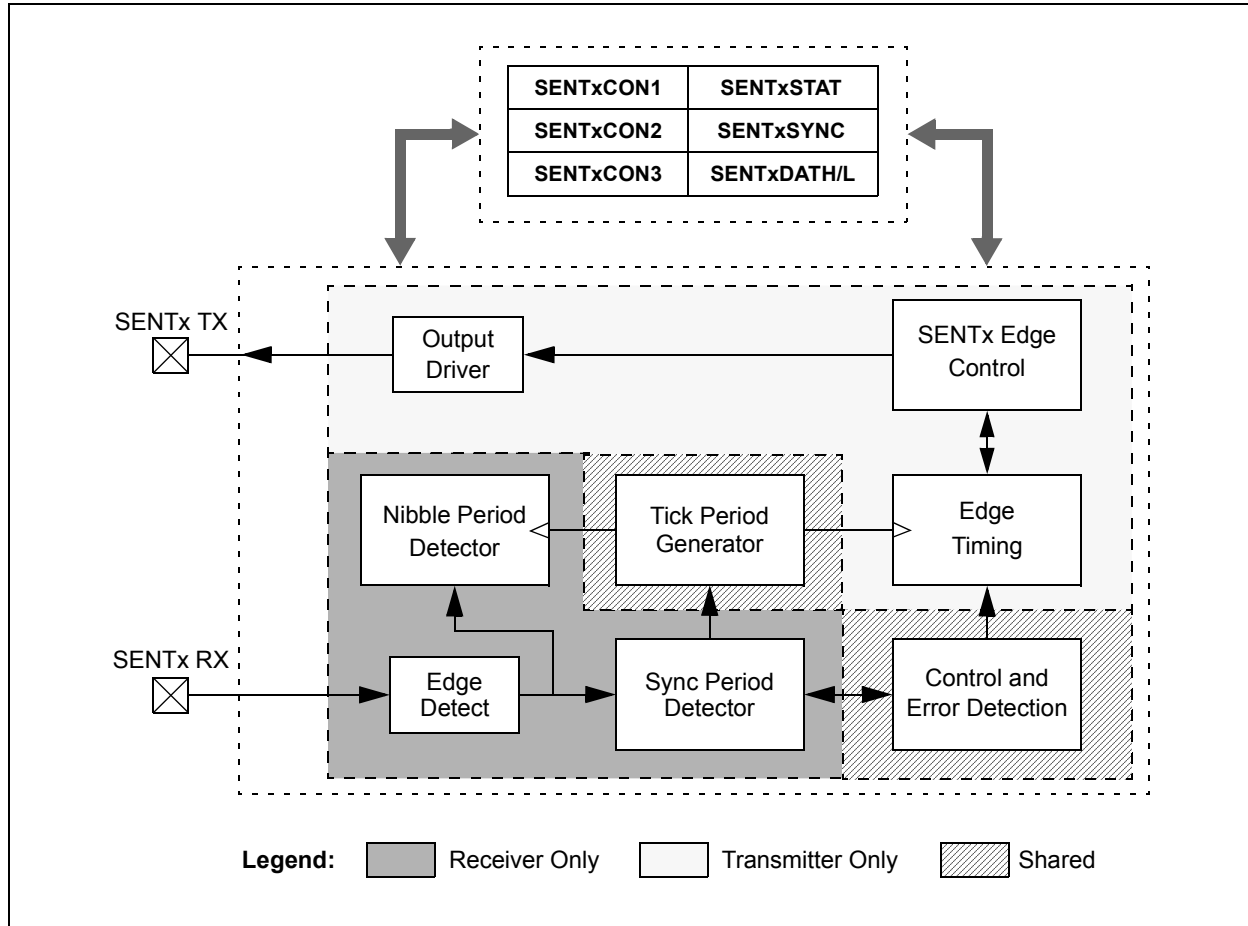 SENTxCON1
SENTxSTAT
SENTxCON2
SENTxSYNC
SENTxCON3
SENTxDATH/L
SENTx TX
Output
Driver
SENTx Edge
Control
Nibble Period
Detector
Tick Period
Generator
Edge
Timing
SENTx RX
Edge
Detect
Sync Period
Detector
Control and
Error Detection
Legend:
Receiver Only
Transmitter Only
Shared